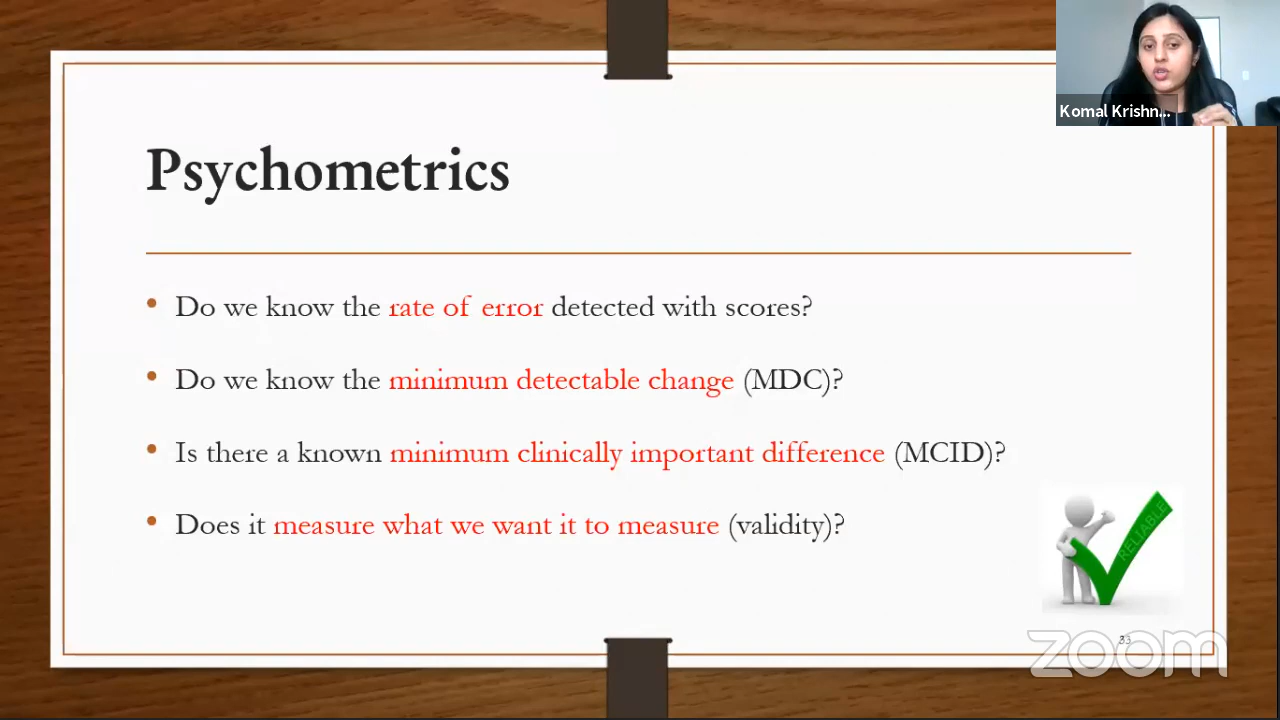 Komal Krishn...
Psychometrics
• Do we know the rate of error detected with scores?
• Do we know the minimum detectable change (MDC)?
• Is there a known minimum clinically important difference (MCID)?
• Does it measure what we want it to measure (validity)?
RELIABLE
33
zoom